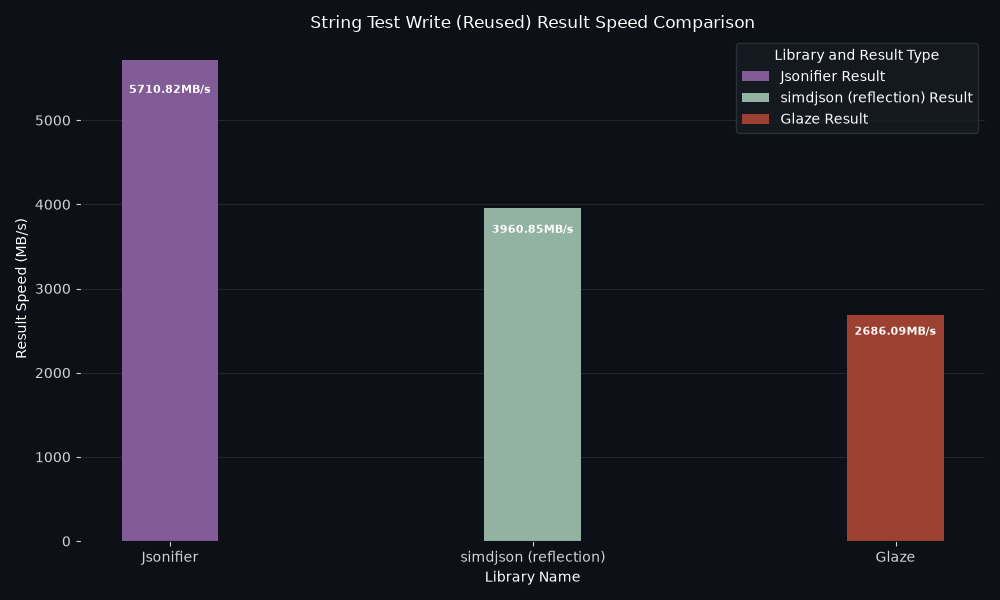 String Test Write (Reused) Result Speed Comparison
Library and Result Type
Jsonifier Result
simdjson (reflection) Result
Glaze Result
5710.82MB/s
3960.85MB/s
2686.09MB/s
Result Speed (MB/s)
5000
4000
3000
2000
1000
0
Jsonifier
simdjson (reflection)
Glaze
Library Name